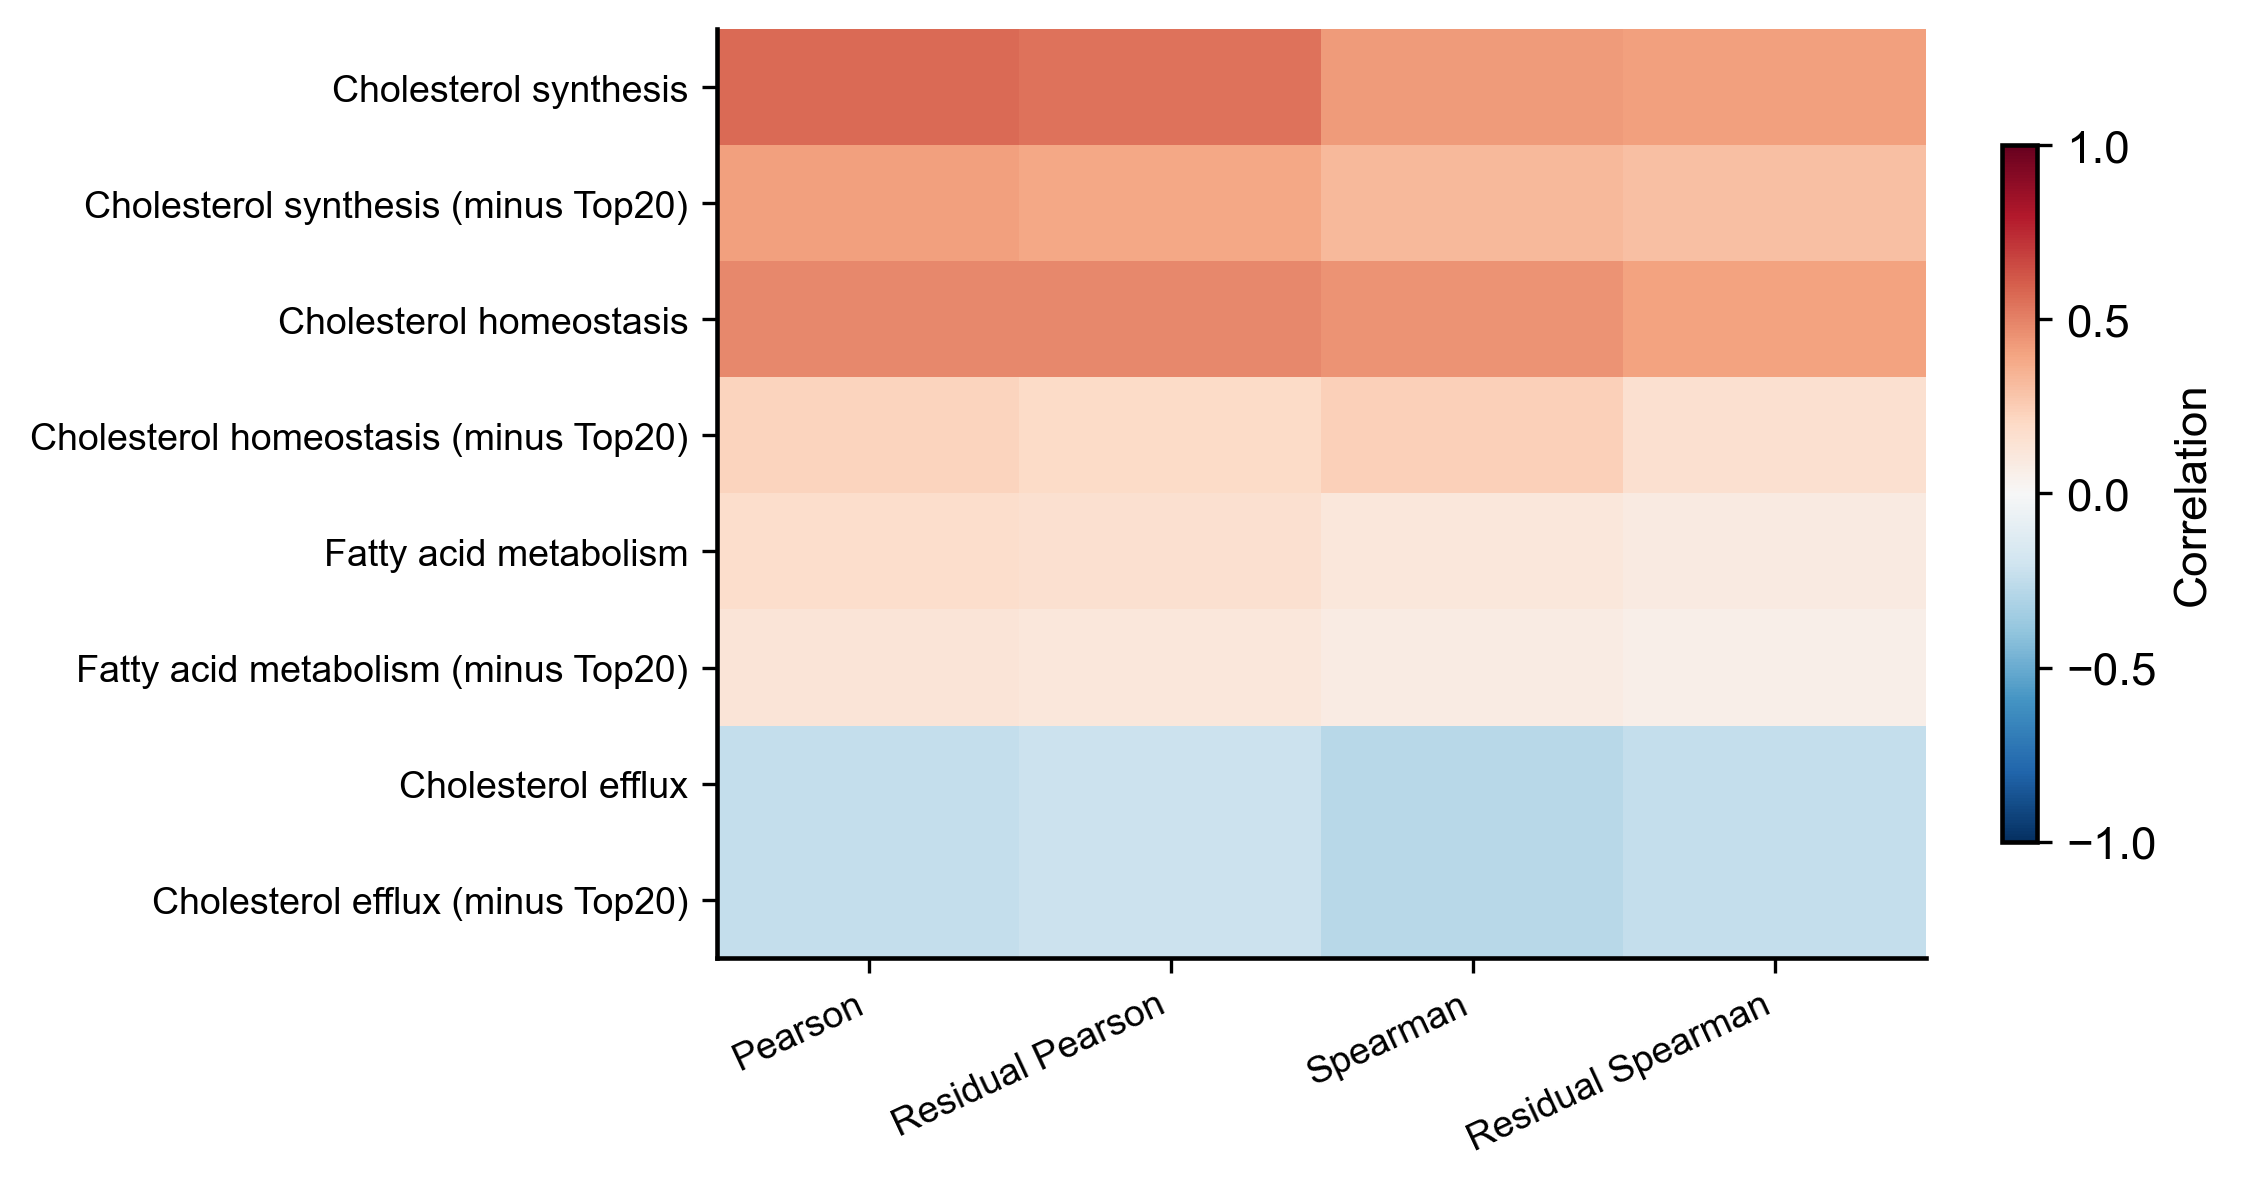 Cholesterol synthesis
Cholesterol synthesis (minus Top20)
Cholesterol homeostasis
Cholesterol homeostasis (minus Top20)
Fatty acid metabolism
Fatty acid metabolism (minus Top20)
Cholesterol efflux
Cholesterol efflux (minus Top20)
Pearson
Residual Pearson
Spearman
Residual Spearman
1.0
0.5
0.0
−0.5
−1.0
Correlation